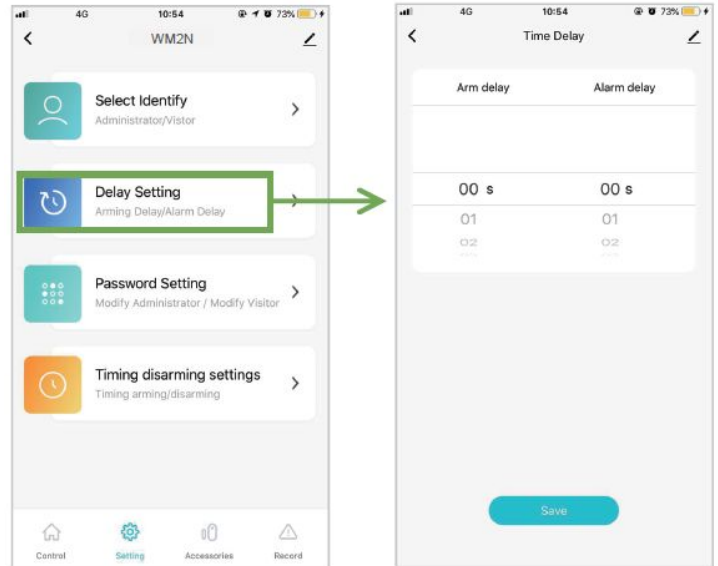 4G 10:54 73%
WM2N
Select Identify
Administrator/Vistor
Delay Setting
Arming Delay/Alarm Delay
Password Setting
Modify Administrator / Modify Visitor
Timing disarming settings
Timing arming/disarming
Control Setting Accessories Record
4G 10:54 73%
Time Delay
Arm delay Alarm delay
00 s 00 s
01 01
02 02
Save